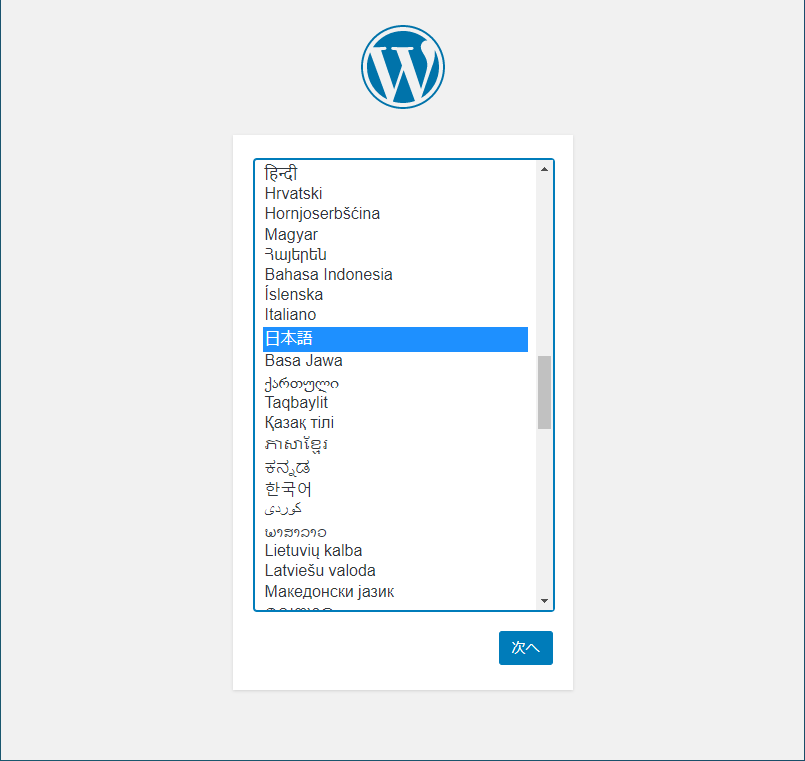 हिन्दी
Hrvatski
Hornjoserbšćina
Magyar
Հայերեն
Bahasa Indonesia
Íslenska
Italiano
日本語
Basa Jawa
ქართული
Taqbaylit
Қазақ тілі
ភាសាខ្មែរ
ಕನ್ನಡ
한국어
كوردی
ພາສາລາວ
Lietuvių kalba
Latviešu valoda
Македонски јазик
次へ